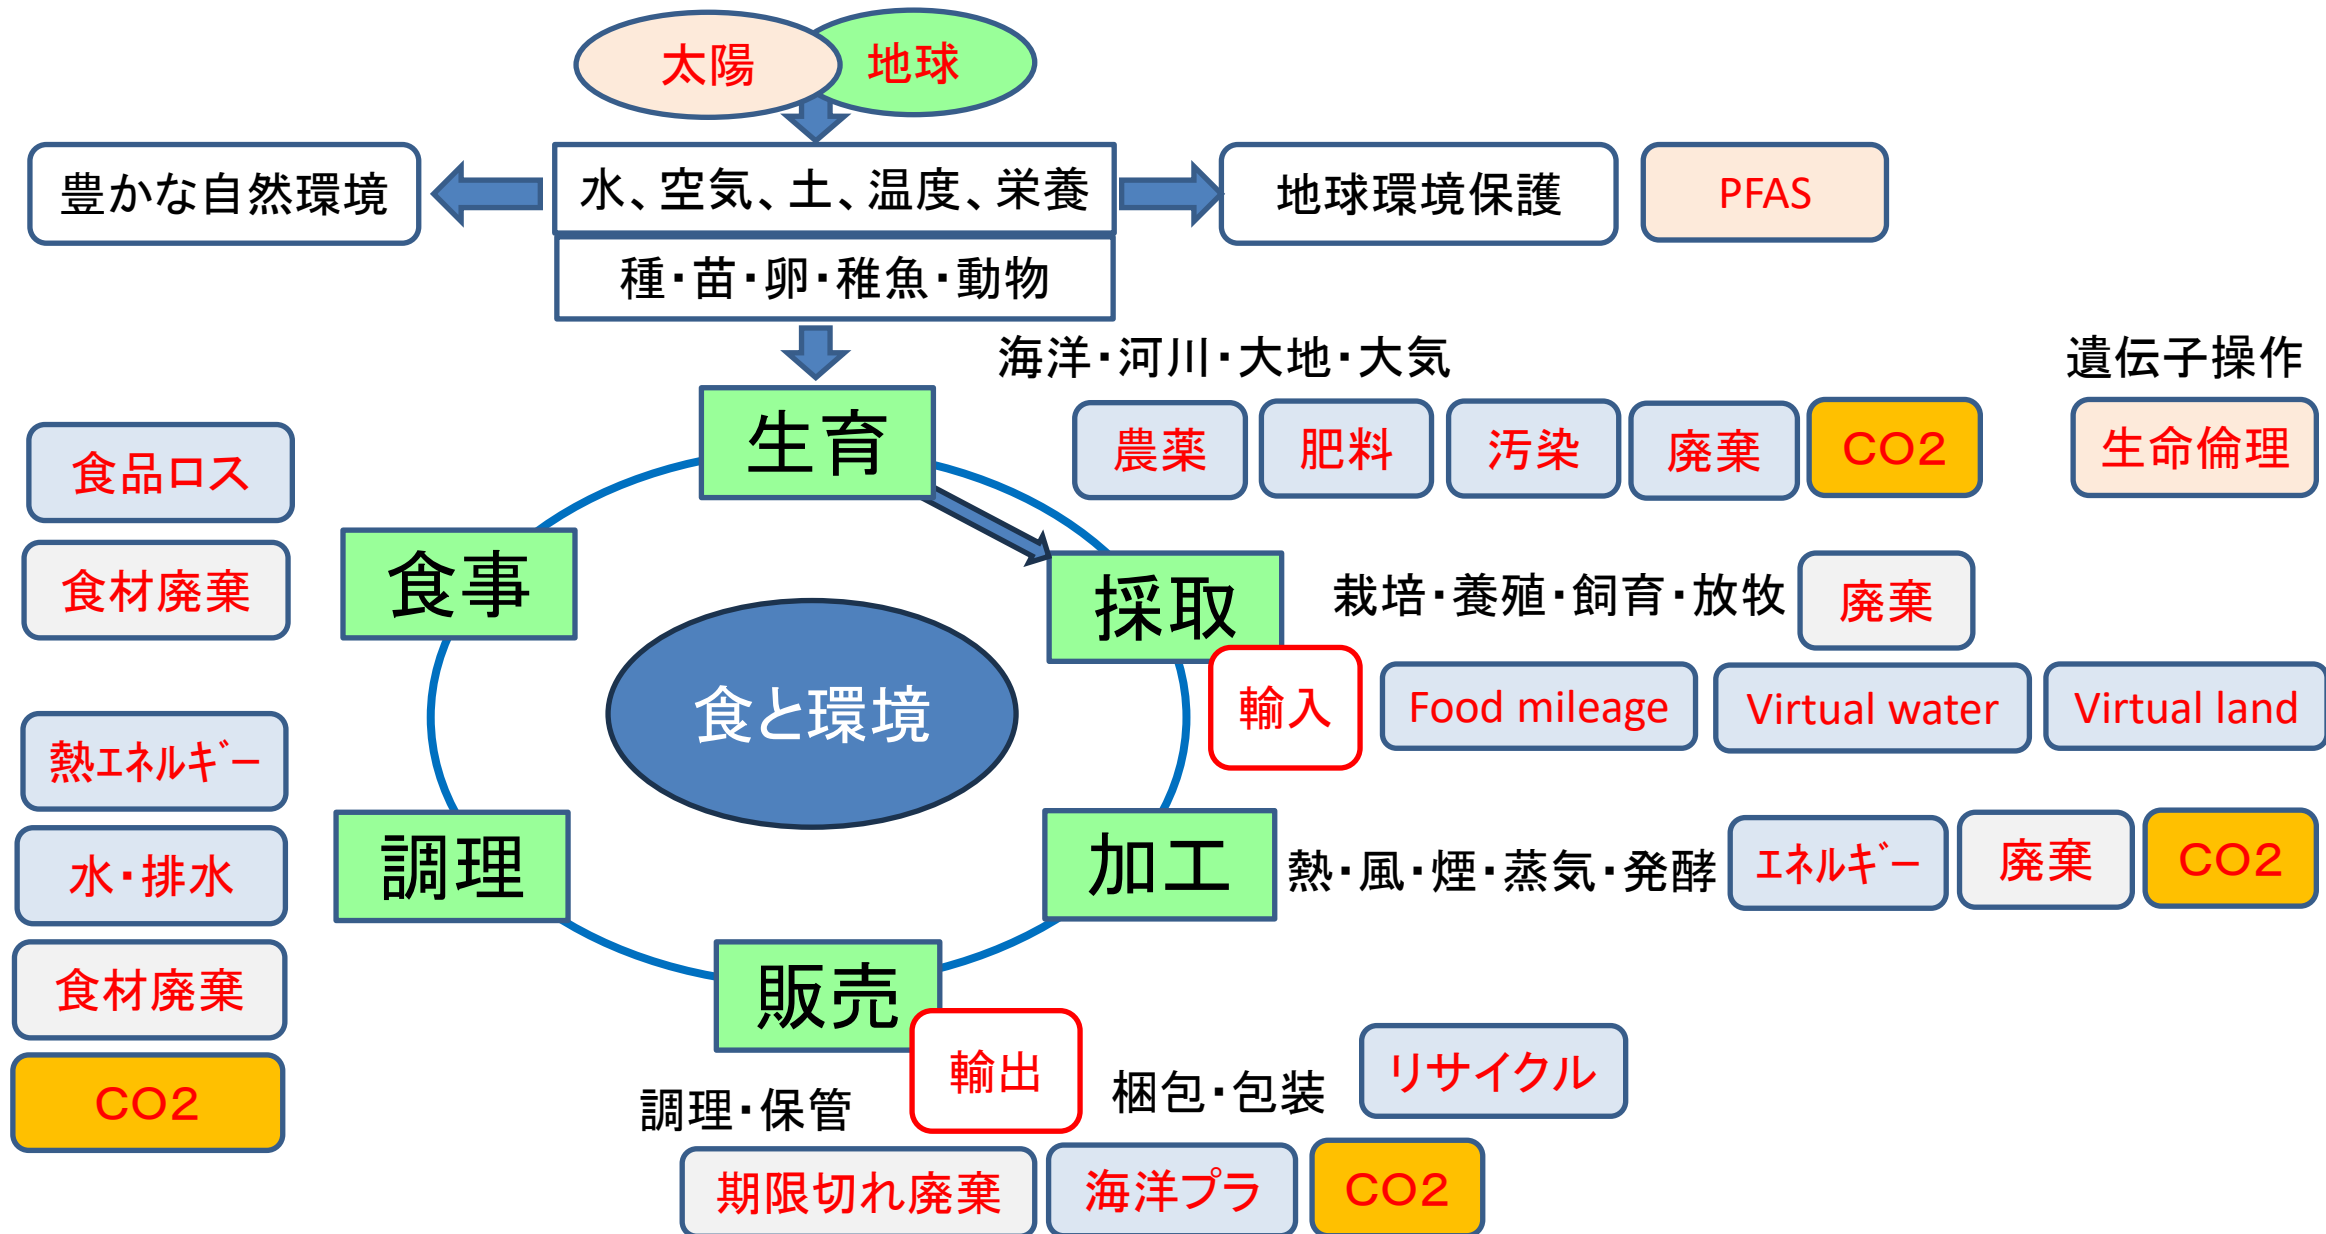 太陽
地球
豊かな自然環境
水、空気、土、温度、栄養
地球環境保護
PFAS
種・苗・卵・稚魚・動物
海洋・河川・大地・大気
遺伝子操作
生育
農薬
肥料
汚染
廃棄
CO2
生命倫理
食品ロス
食材廃棄
食事
採取
栽培・養殖・飼育・放牧
廃棄
食と環境
輸入
Food mileage
Virtual water
Virtual land
熱エネルギー
水・排水
食材廃棄
CO2
調理
加工
熱・風・煙・蒸気・発酵
エネルギー
廃棄
CO2
販売
輸出
調理・保管
梱包・包装
リサイクル
期限切れ廃棄
海洋プラ
CO2